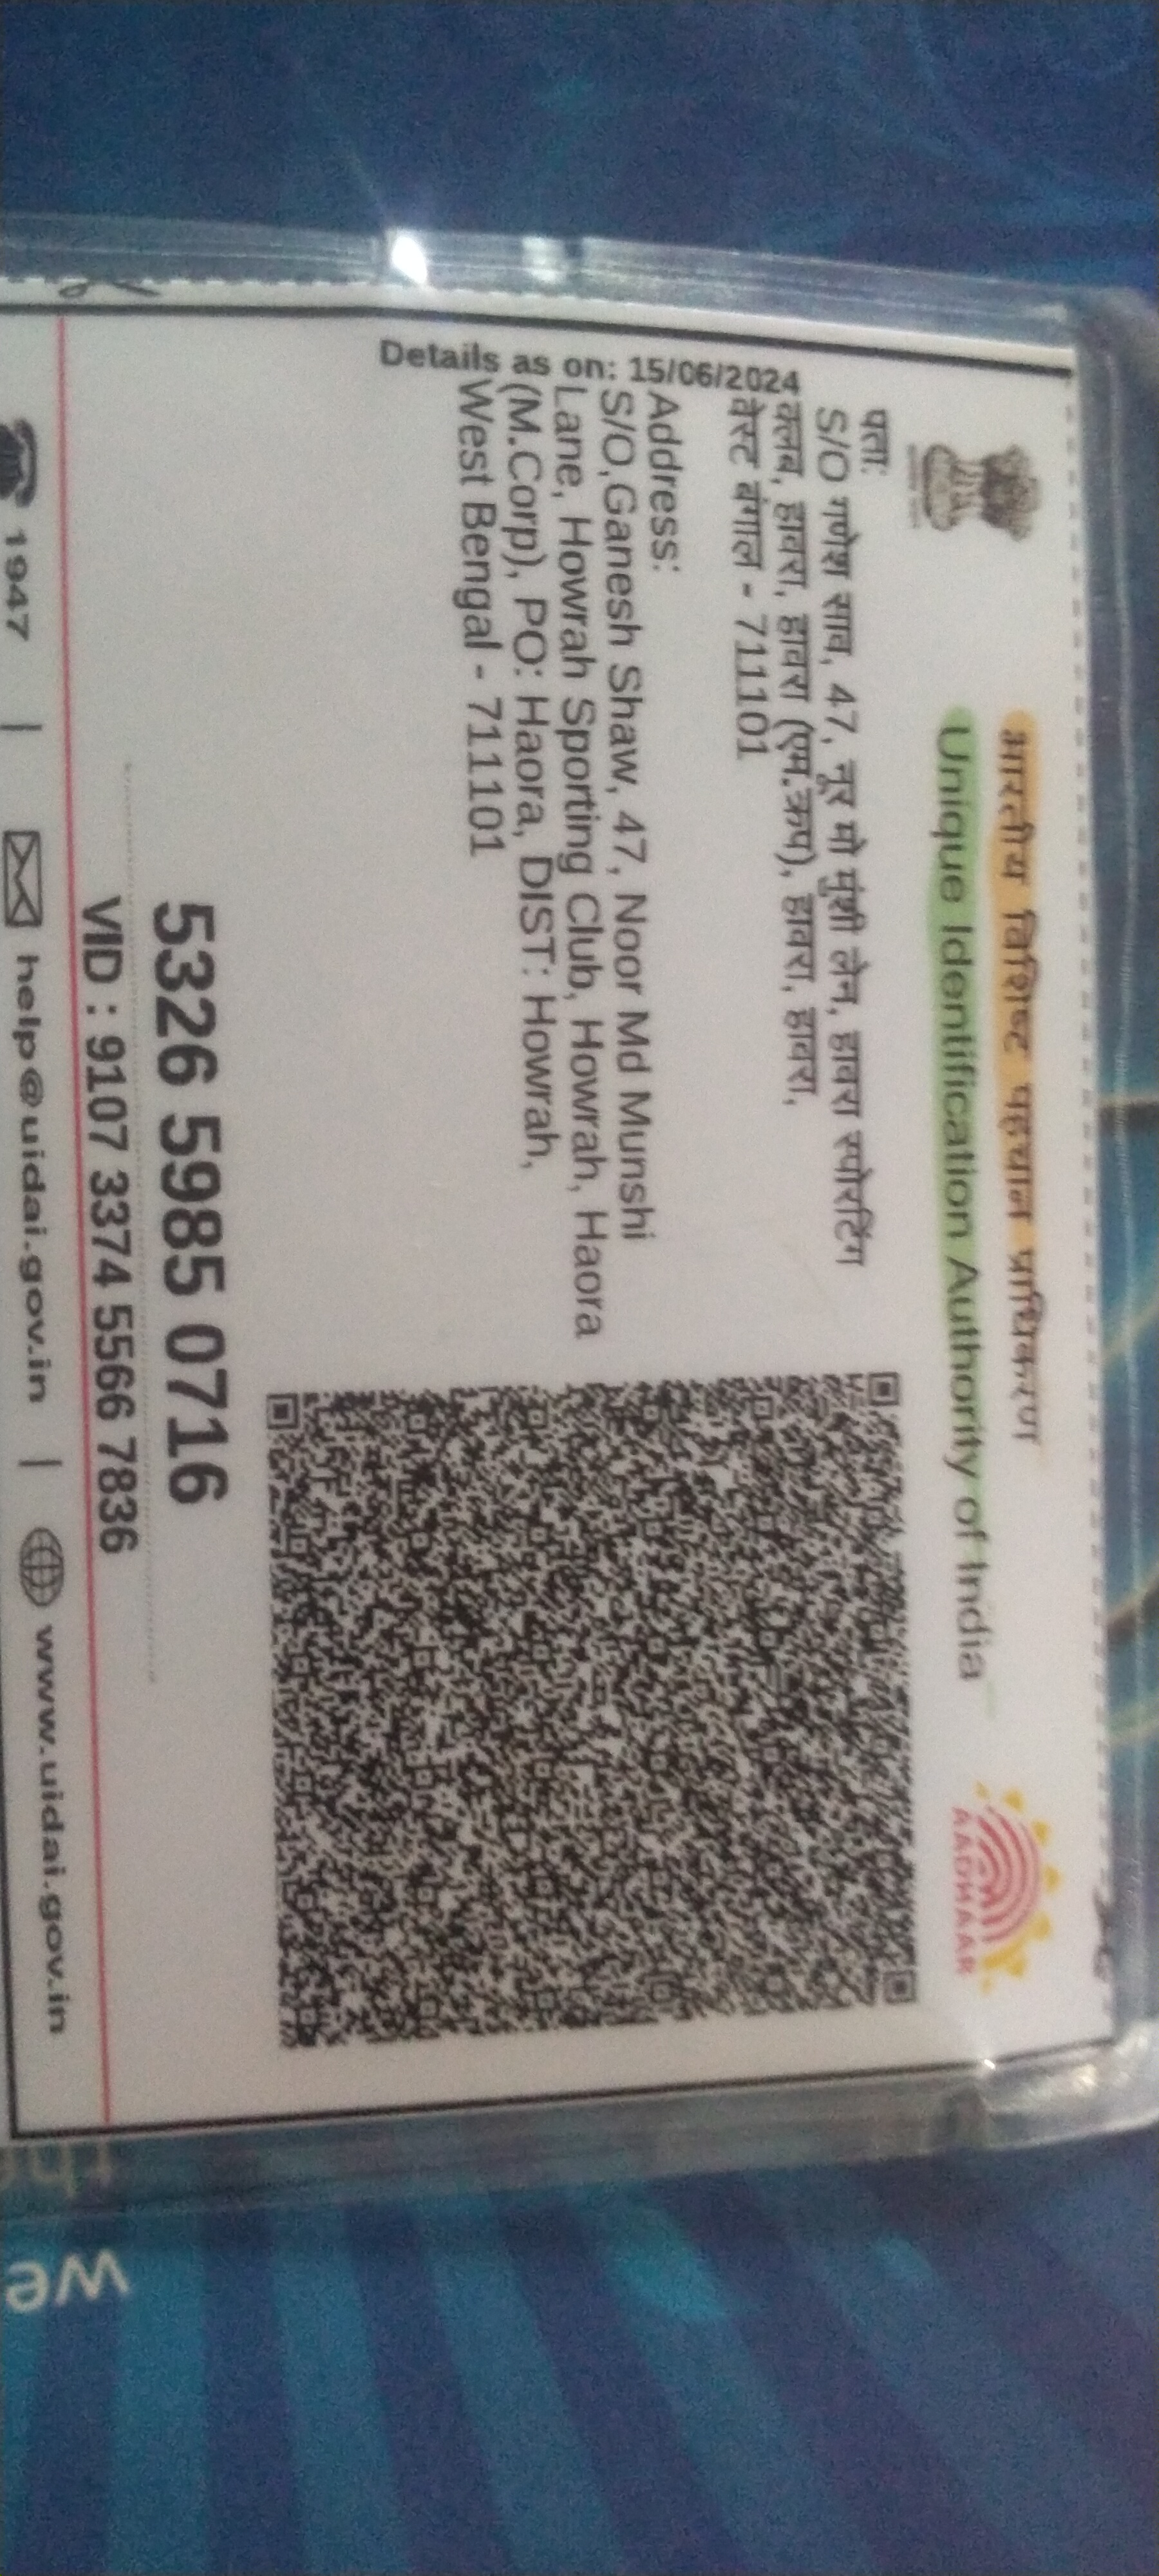 भारतीय विशिष्ट पहचान प्राधिकरण
Unique Identification Authority of India
AADHAAR
Details as on: 15/06/2024
पता:
S/O गणेश साव, 47, नूर मो मुंशी लेन, हावरा स्पोरटिंग
क्लब, हावरा, हावरा (एम.क्रप), हावरा, हावरा,
वेस्ट बंगाल - 711101
Address:
S/O,Ganesh Shaw, 47, Noor Md Munshi
Lane, Howrah Sporting Club, Howrah, Haora
(M.Corp), PO: Haora, DIST: Howrah,
West Bengal - 711101
5326 5985 0716
VID : 9107 3374 5566 7836
1947 | help@uidai.gov.in | www.uidai.gov.in
we